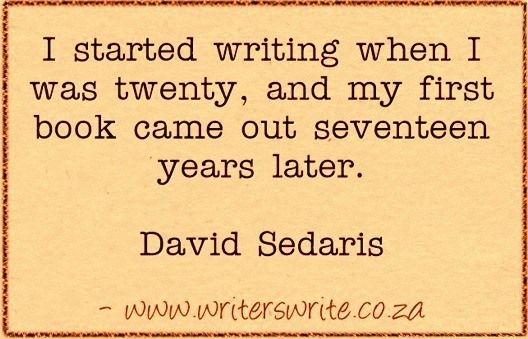 I started writing when I
was twenty, and my first
book came out seventeen
years later.
David Sedaris
- www.writerswrite.co.za